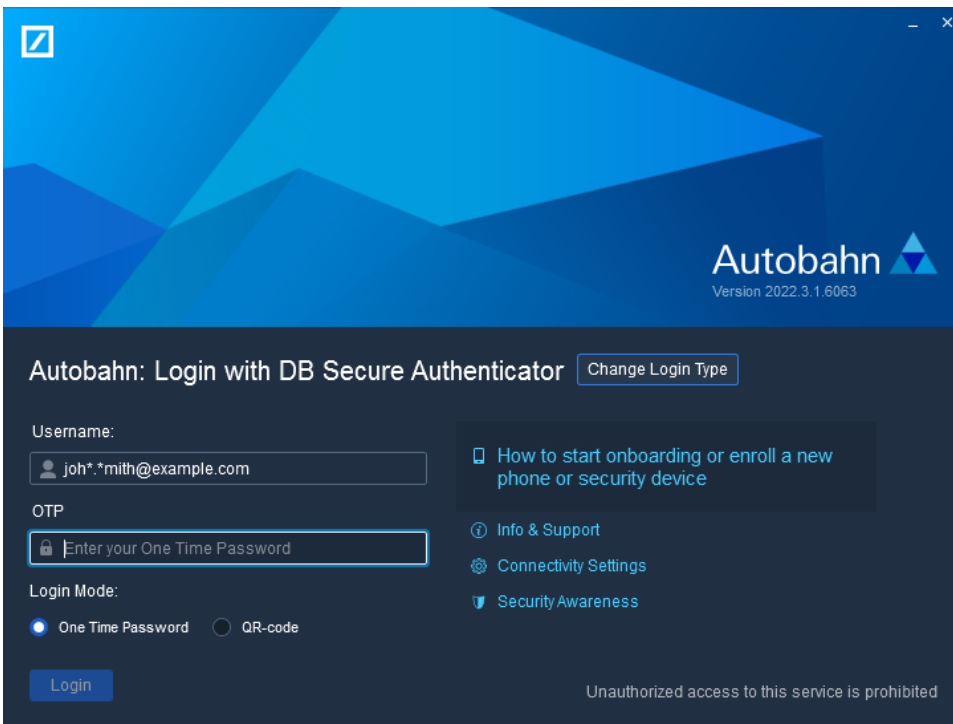 Autobahn
Version 2022.3.1.6063
Autobahn: Login with DB Secure Authenticator
Change Login Type
Username:
joh*.*mith@example.com
OTP
Enter your One Time Password
Login Mode:
One Time Password
QR-code
Login
How to start onboarding or enroll a new
phone or security device
Info & Support
Connectivity Settings
Security Awareness
Unauthorized access to this service is prohibited